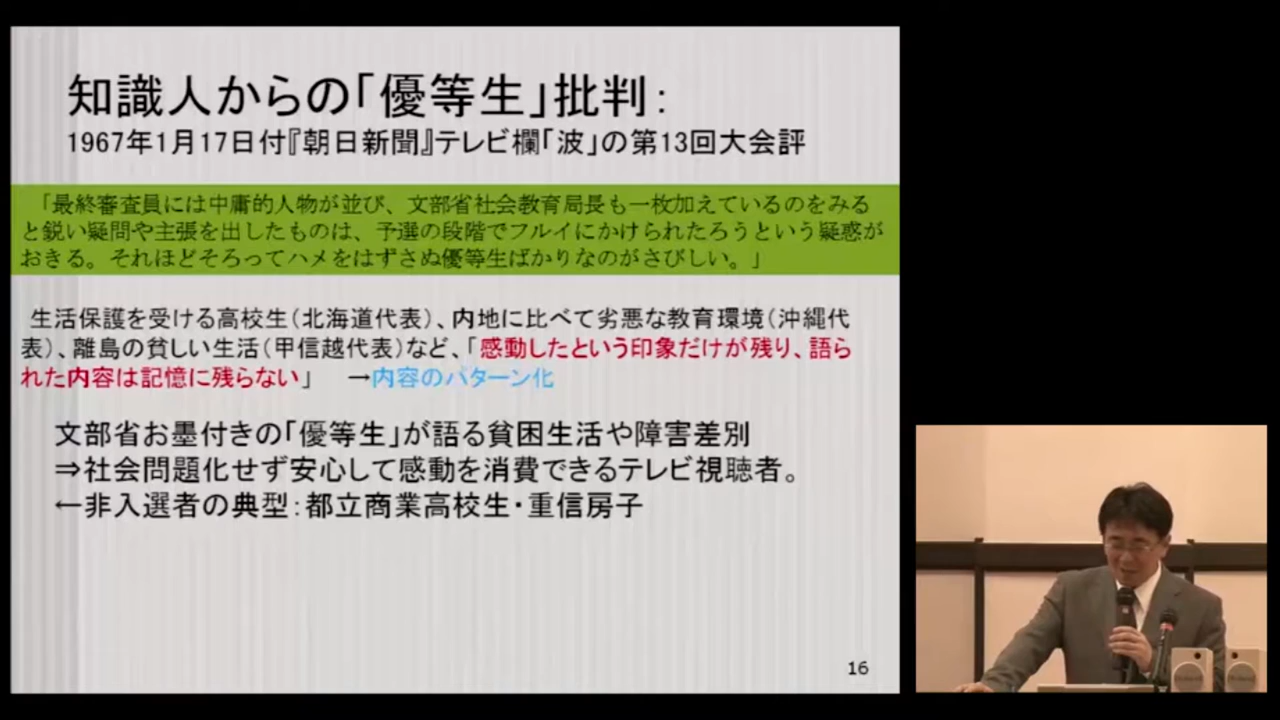 知識人からの「優等生」批判：
1967年1月17日付『朝日新聞』テレビ欄「波」の第13回大会評
「最終審査員には中庸的人物が並び、文部省社会教育局長も一枚加えているのをみる
と鋭い疑問や主張を出したものは、予選の段階でフルイにかけられたろうという疑惑が
おきる。それほどそろってハメをはずさぬ優等生ばかりなのがさびしい。」
生活保護を受ける高校生（北海道代表）、内地に比べて劣悪な教育環境（沖縄代
表）、離島の貧しい生活（甲信越代表）など、「感動したという印象だけが残り、語ら
れた内容は記憶に残らない」　→内容のパターン化
文部省お墨付きの「優等生」が語る貧困生活や障害差別
⇒社会問題化せず安心して感動を消費できるテレビ視聴者。
←非入選者の典型：都立商業高校生・重信房子
16